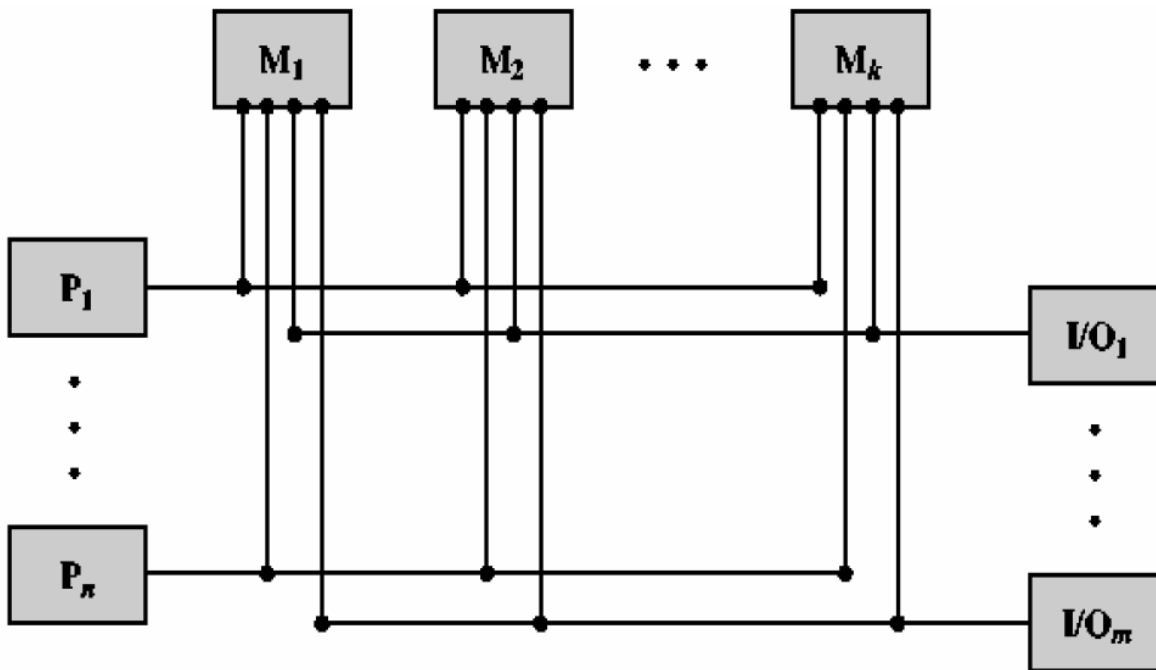 M₁ M₂ ... Mₖ
P₁
I/O₁
Pₙ
I/Oₘ